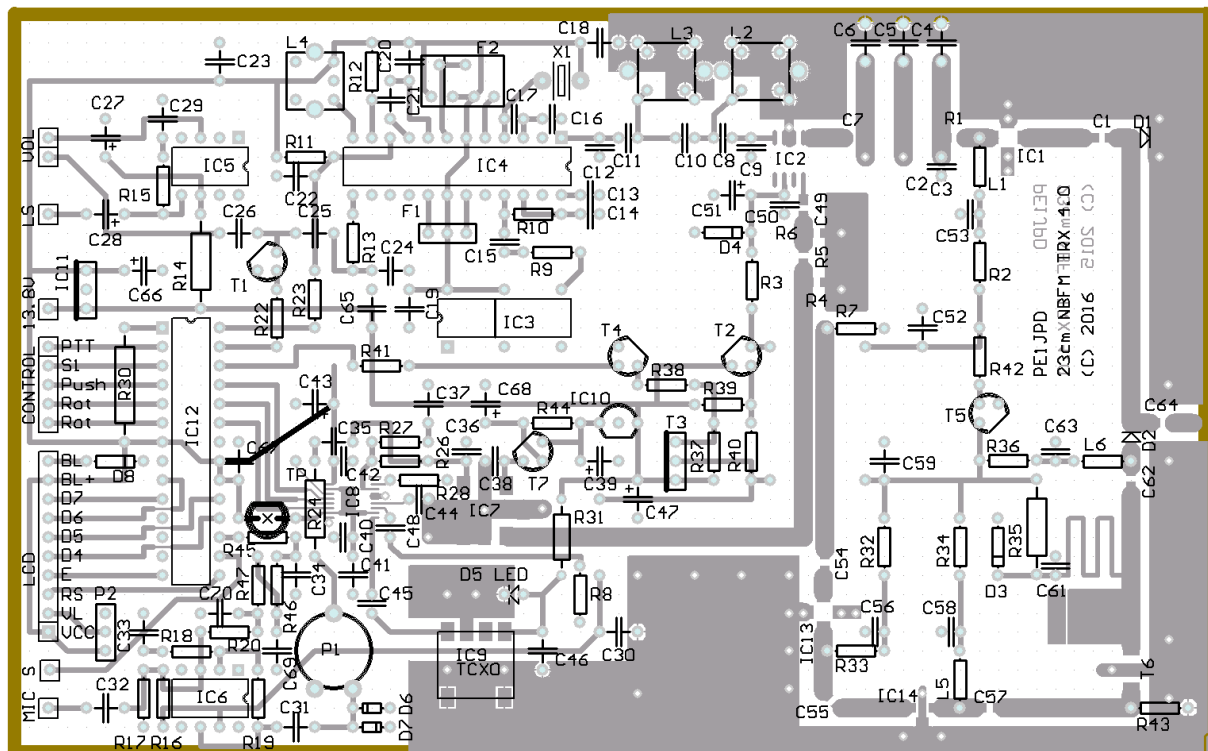 C18
L3
L2
C6
C5
C4
L4
C20
F2
X1
C23
R12
C21
C17
C16
C27
C29
VOL
R11
IC5
IC4
C11
C10
C8
C9
IC2
C7
R1
IC1
C1
D1
C22
R15
C12
C13
C14
C2
C3
L1
LS
C28
C26
C25
F1
R10
C51
C50
C49
C53
R13
C24
C15
R9
D4
R6
R5
IC11
C66
R14
T1
R3
R2
R4
13.8V
R22
R23
C65
C19
IC3
R7
C52
PE1JPD
(C) 2015
PE1JPD
23cm NBFM TRX 4.0
(C) 2016
CONTROL
PTT
S1
Push
Rot
Rot
R30
IC12
R41
T4
T2
R38
R39
R42
T5
C43
C37
C68
R44
IC10
T3
C64
D2
C35
R27
R26
C36
C67
C42
T7
C38
C39
R37
R40
C59
R36
C63
L6
C62
LCD
BL-
BL+
D7
D6
D5
D4
E
RS
VL
VCC
D8
TP
R24
IC8
R28
C44
IC7
C47
X
R45
C40
C48
R31
C54
R32
R34
R35
D3
C61
R47
R46
C34
C41
C45
D5 LED
R8
P2
C33
C70
R18
R20
C69
P1
IC9
TCXO
C46
C30
IC13
C56
R33
C58
S
MIC
C32
IC6
C31
D6
D7
R17
R16
R19
C55
IC14
L5
C57
T6
R43